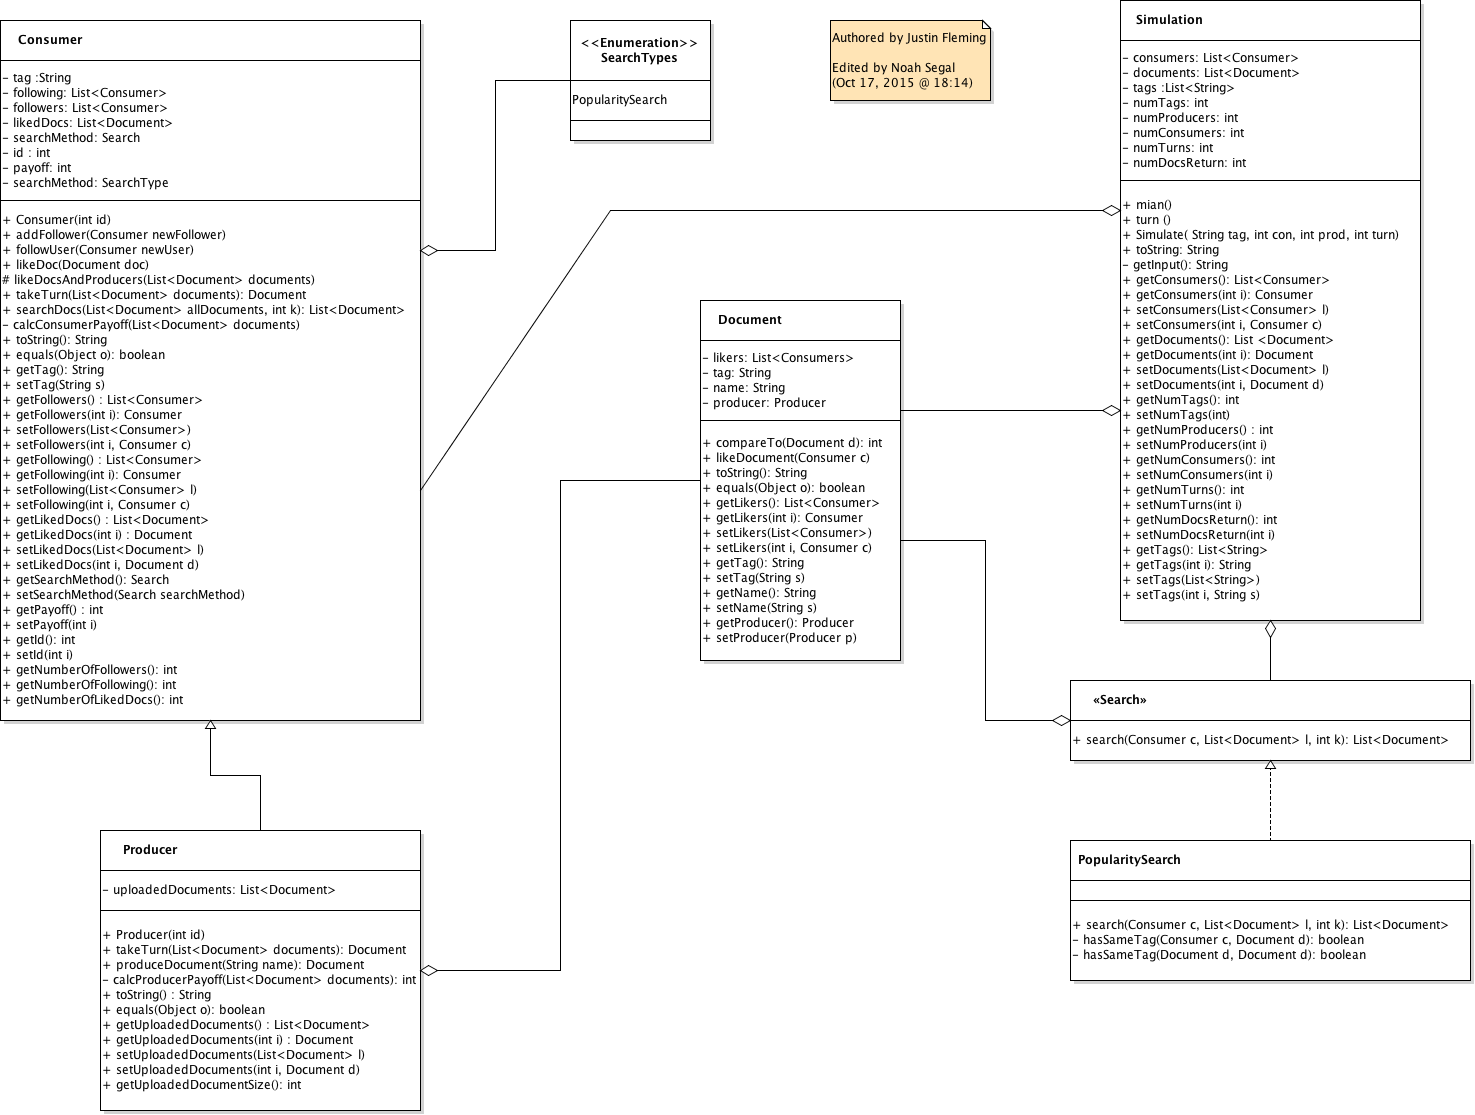 Consumer
- tag :String
- following: List<Consumer>
- followers: List<Consumer>
- likedDocs: List<Document>
- searchMethod: Search
- id : int
- payoff: int
- searchMethod: SearchType
+ Consumer(int id)
+ addFollower(Consumer newFollower)
+ followUser(Consumer newUser)
+ likeDoc(Document doc)
# likeDocsAndProducers(List<Document> documents)
+ takeTurn(List<Document> documents): Document
+ searchDocs(List<Document> allDocuments, int k): List<Document>
- calcConsumerPayoff(List<Document> documents)
+ toString(): String
+ equals(Object o): boolean
+ getTag(): String
+ setTag(String s)
+ getFollowers() : List<Consumer>
+ getFollowers(int i): Consumer
+ setFollowers(List<Consumer>)
+ setFollowers(int i, Consumer c)
+ getFollowing() : List<Consumer>
+ getFollowing(int i): Consumer
+ setFollowing(List<Consumer> l)
+ setFollowing(int i, Consumer c)
+ getLikedDocs() : List<Document>
+ getLikedDocs(int i) : Document
+ setLikedDocs(List<Document> l)
+ setLikedDocs(int i, Document d)
+ getSearchMethod(): Search
+ setSearchMethod(Search searchMethod)
+ getPayoff() : int
+ setPayoff(int i)
+ getId(): int
+ setId(int i)
+ getNumberOfFollowers(): int
+ getNumberOfFollowing(): int
+ getNumberOfLikedDocs(): int
<<Enumeration>>
SearchTypes
PopularitySearch
Authored by Justin Fleming
Edited by Noah Segal
(Oct 17, 2015 @ 18:14)
Simulation
- consumers: List<Consumer>
- documents: List<Document>
- tags :List<String>
- numTags: int
- numProducers: int
- numConsumers: int
- numTurns: int
- numDocsReturn: int
+ mian()
+ turn ()
+ Simulate( String tag, int con, int prod, int turn)
+ toString: String
- getInput(): String
+ getConsumers(): List<Consumer>
+ getConsumers(int i): Consumer
+ setConsumers(List<Consumer> l)
+ setConsumers(int i, Consumer c)
+ getDocuments(): List <Document>
+ getDocuments(int i): Document
+ setDocuments(List<Document> l)
+ setDocuments(int i, Document d)
+ getNumTags(): int
+ setNumTags(int)
+ getNumProducers() : int
+ setNumProducers(int i)
+ getNumConsumers(): int
+ setNumConsumers(int i)
+ getNumTurns(): int
+ setNumTurns(int i)
+ getNumDocsReturn(): int
+ setNumDocsReturn(int i)
+ getTags(): List<String>
+ getTags(int i): String
+ setTags(List<String>)
+ setTags(int i, String s)
Document
- likers: List<Consumers>
- tag: String
- name: String
- producer: Producer
+ compareTo(Document d): int
+ likeDocument(Consumer c)
+ toString(): String
+ equals(Object o): boolean
+ getLikers(): List<Consumer>
+ getLikers(int i): Consumer
+ setLikers(List<Consumer>)
+ setLikers(int i, Consumer c)
+ getTag(): String
+ setTag(String s)
+ getName(): String
+ setName(String s)
+ getProducer(): Producer
+ setProducer(Producer p)
«Search»
+ search(Consumer c, List<Document> l, int k): List<Document>
Producer
- uploadedDocuments: List<Document>
+ Producer(int id)
+ takeTurn(List<Document> documents): Document
+ produceDocument(String name): Document
- calcProducerPayoff(List<Document> documents): int
+ toString() : String
+ equals(Object o): boolean
+ getUploadedDocuments() : List<Document>
+ getUploadedDocuments(int i) : Document
+ setUploadedDocuments(List<Document> l)
+ setUploadedDocuments(int i, Document d)
+ getUploadedDocumentSize(): int
PopularitySearch
+ search(Consumer c, List<Document> l, int k): List<Document>
- hasSameTag(Consumer c, Document d): boolean
- hasSameTag(Document d, Document d): boolean